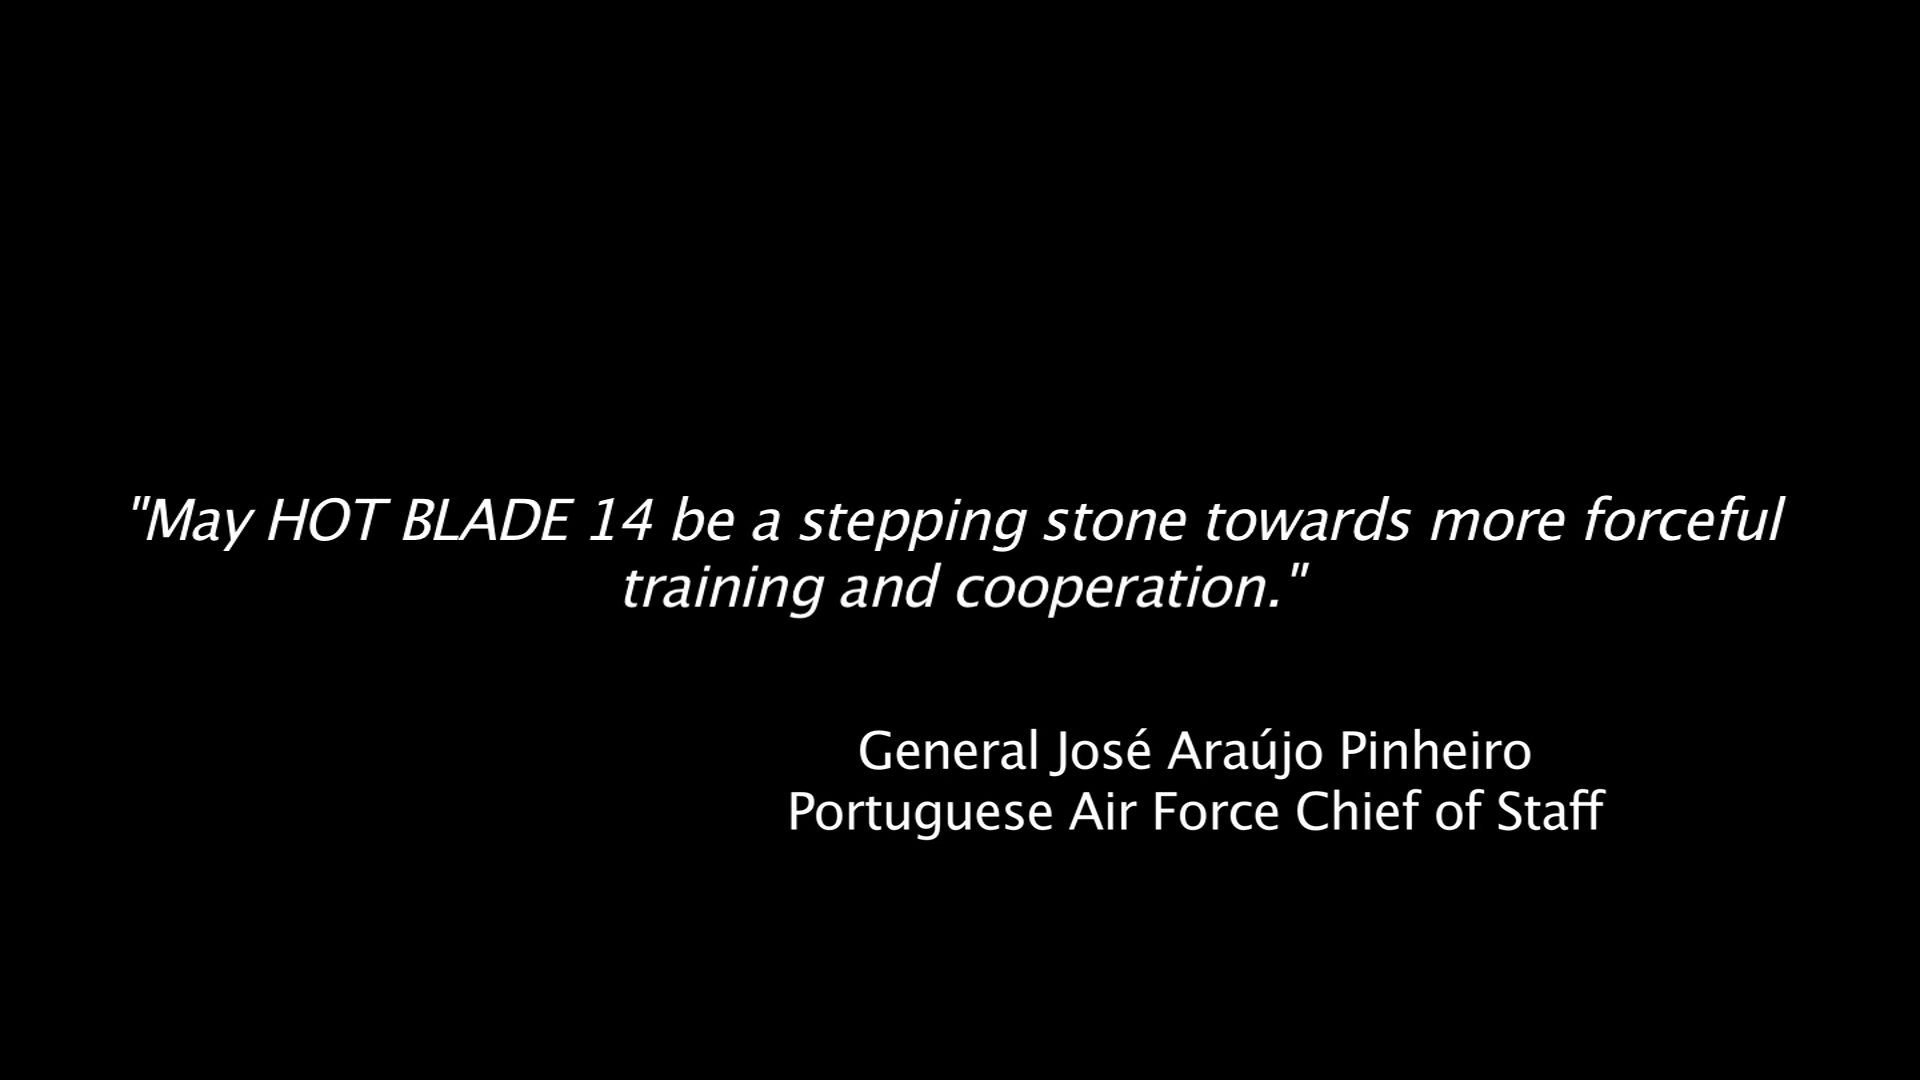 "May HOT BLADE 14 be a stepping stone towards more forceful
training and cooperation."
General José Araújo Pinheiro
Portuguese Air Force Chief of Staff